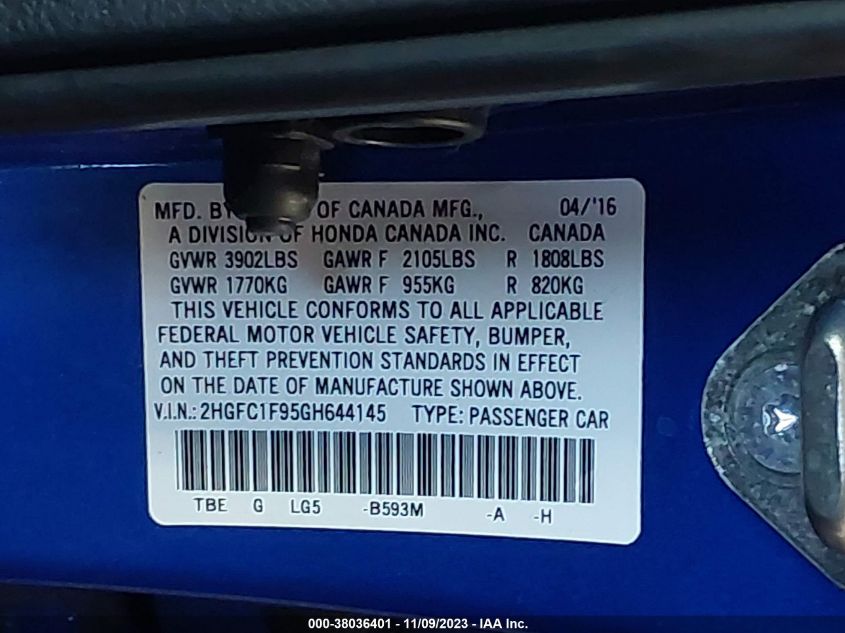 MFD. BY OF CANADA MFG., 04/'16
A DIVISION OF HONDA CANADA INC. CANADA
GVWR 3902LBS GAWR F 2105LBS R 1808LBS
GVWR 1770KG GAWR F 955KG R 820KG
THIS VEHICLE CONFORMS TO ALL APPLICABLE
FEDERAL MOTOR VEHICLE SAFETY, BUMPER,
AND THEFT PREVENTION STANDARDS IN EFFECT
ON THE DATE OF MANUFACTURE SHOWN ABOVE.
V.I.N.: 2HGFC1F95GH644145 TYPE: PASSENGER CAR
TBE G LG5 -B593M -A -H
000-38036401 - 11/09/2023 - IAA Inc.